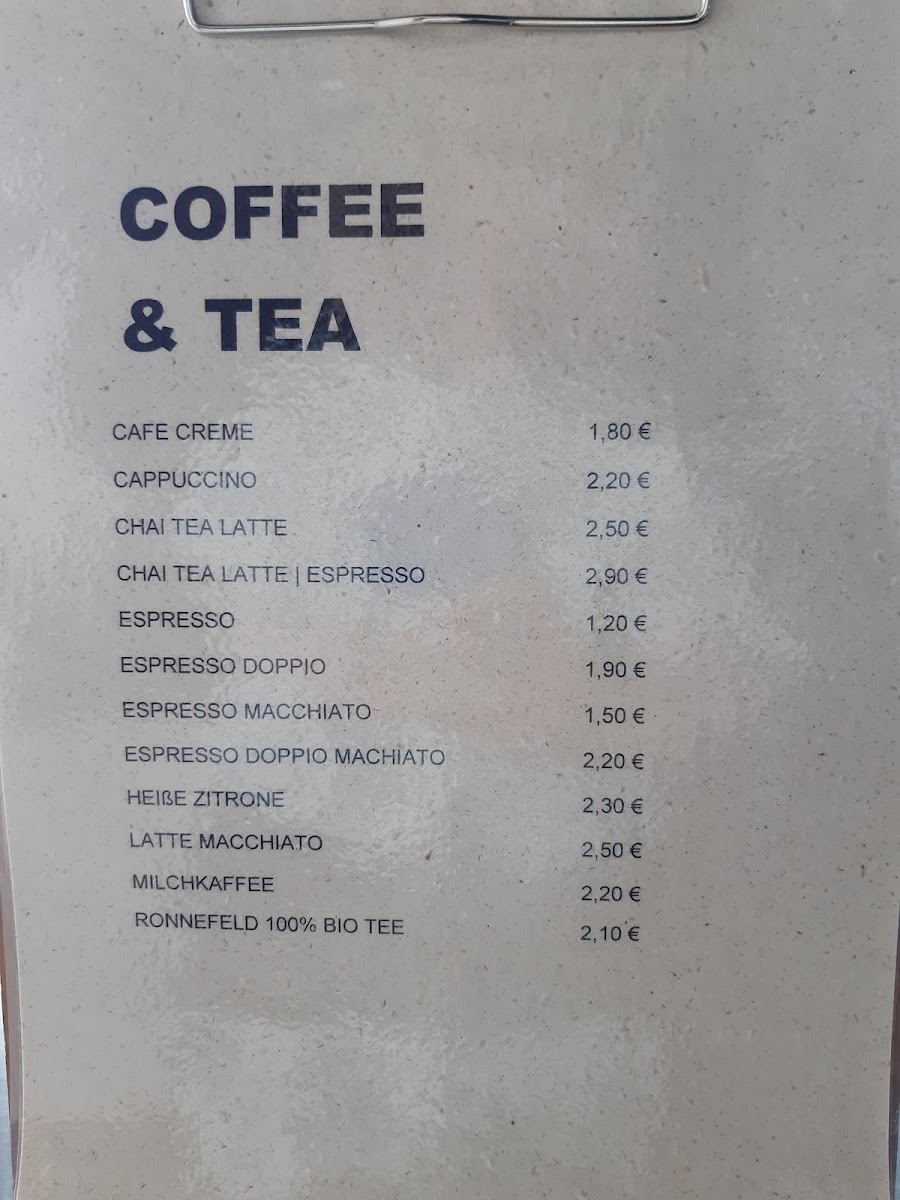 COFFEE
& TEA
CAFE CREME 1,80 €
CAPPUCCINO 2,20 €
CHAI TEA LATTE 2,50 €
CHAI TEA LATTE | ESPRESSO 2,90 €
ESPRESSO 1,20 €
ESPRESSO DOPPIO 1,90 €
ESPRESSO MACCHIATO 1,50 €
ESPRESSO DOPPIO MACHIATO 2,20 €
HEIßE ZITRONE 2,30 €
LATTE MACCHIATO 2,50 €
MILCHKAFFEE 2,20 €
RONNEFELD 100% BIO TEE 2,10 €